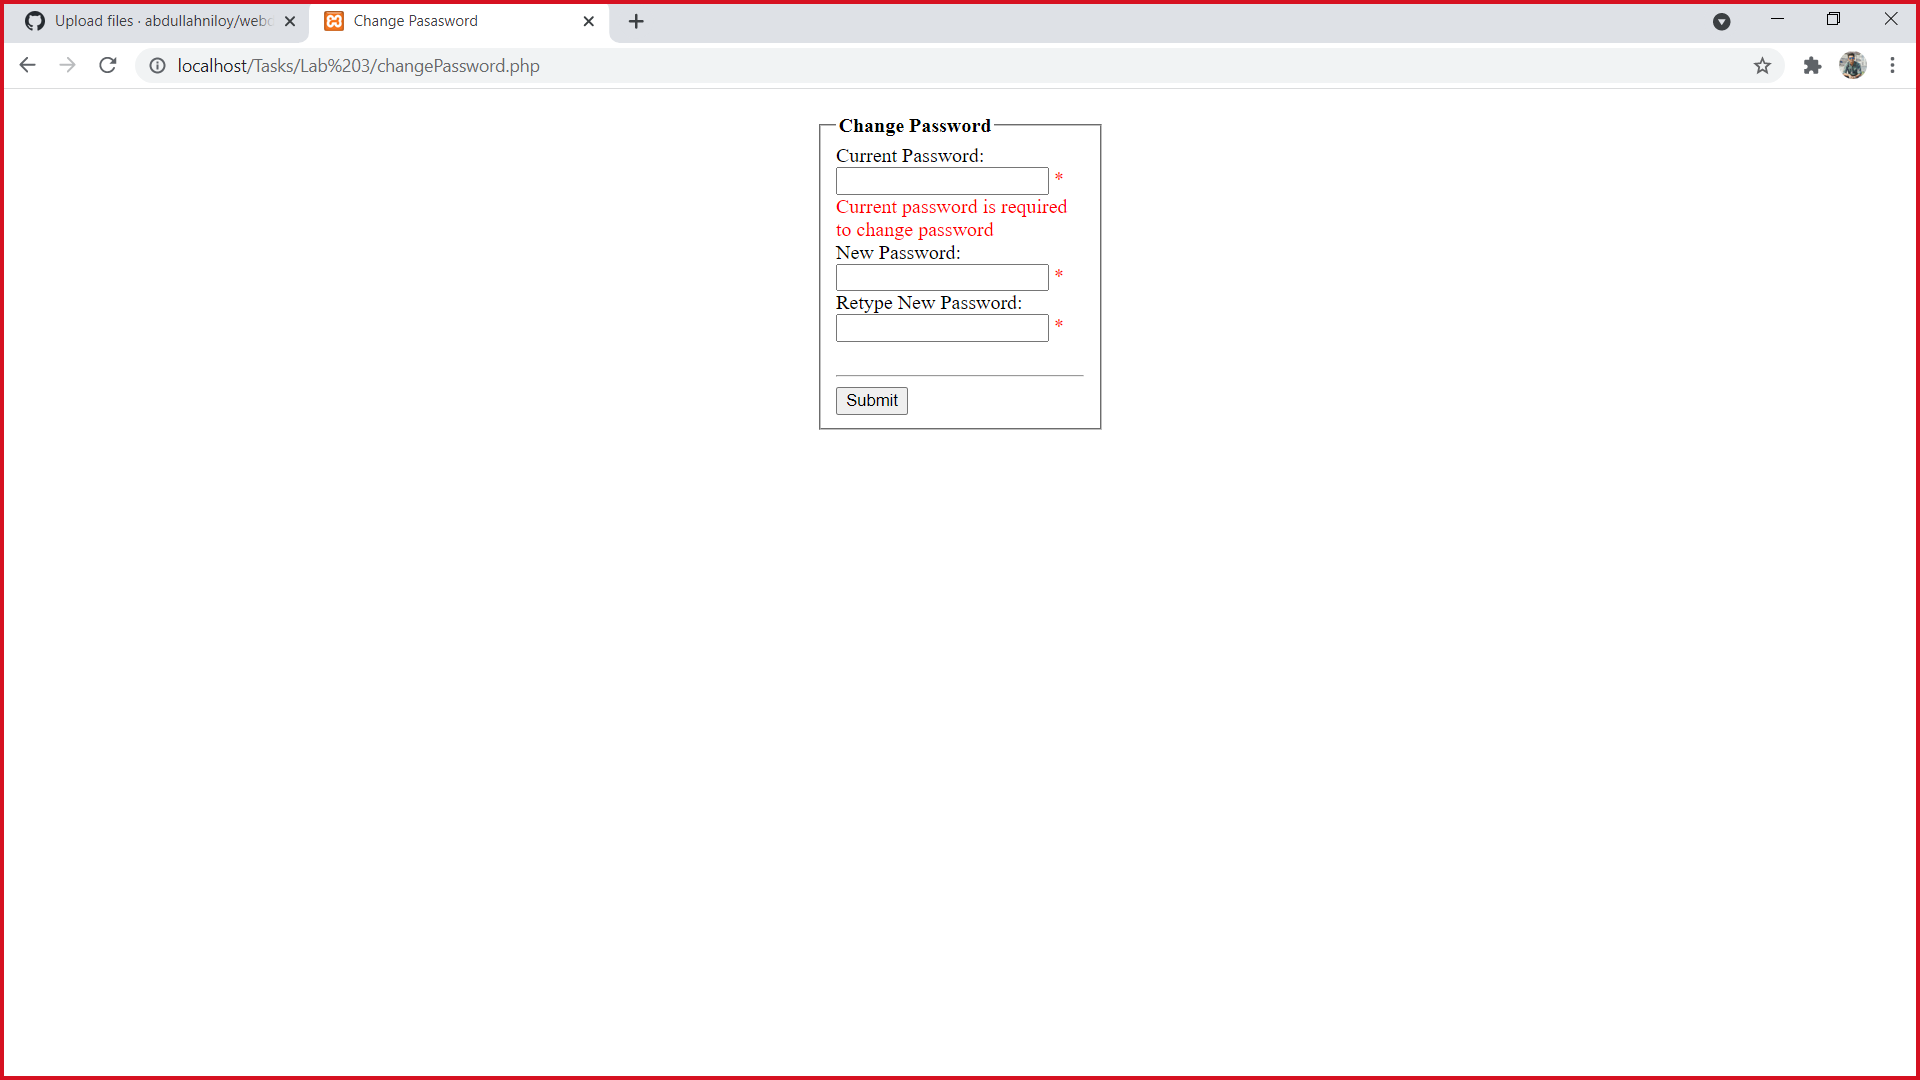 Upload files · abdullahniloy/webd
Change Pasasword
localhost/Tasks/Lab%203/changePassword.php
Change Password
Current Password:
*
Current password is required
to change password
New Password:
*
Retype New Password:
*
Submit